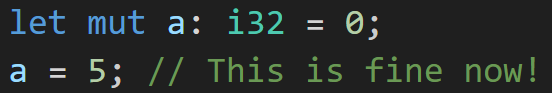 let mut a: i32 = 0;
a = 5; // This is fine now!